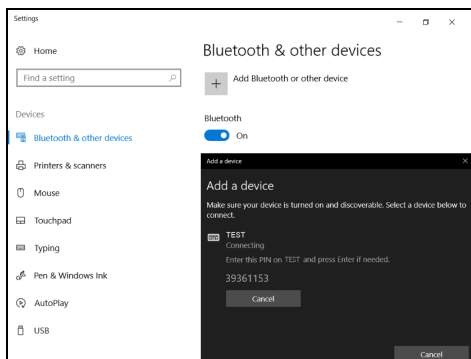 Settings
Home
Find a setting
Devices
Bluetooth & other devices
Printers & scanners
Mouse
Touchpad
Typing
Pen & Windows Ink
AutoPlay
USB
Bluetooth & other devices
Add Bluetooth or other device
Bluetooth
On
Add a device
Add a device
Make sure your device is turned on and discoverable. Select a device below to
connect.
TEST
Connecting
Enter this PIN on TEST and press Enter if needed.
39361153
Cancel
Cancel